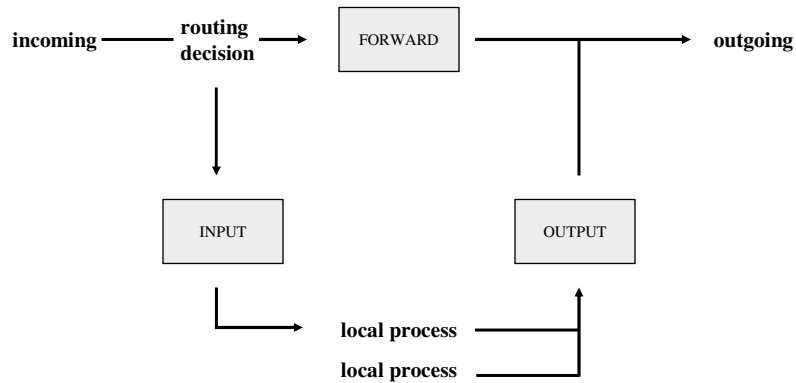 incoming
routing
decision
FORWARD
outgoing
INPUT
OUTPUT
local process
local process